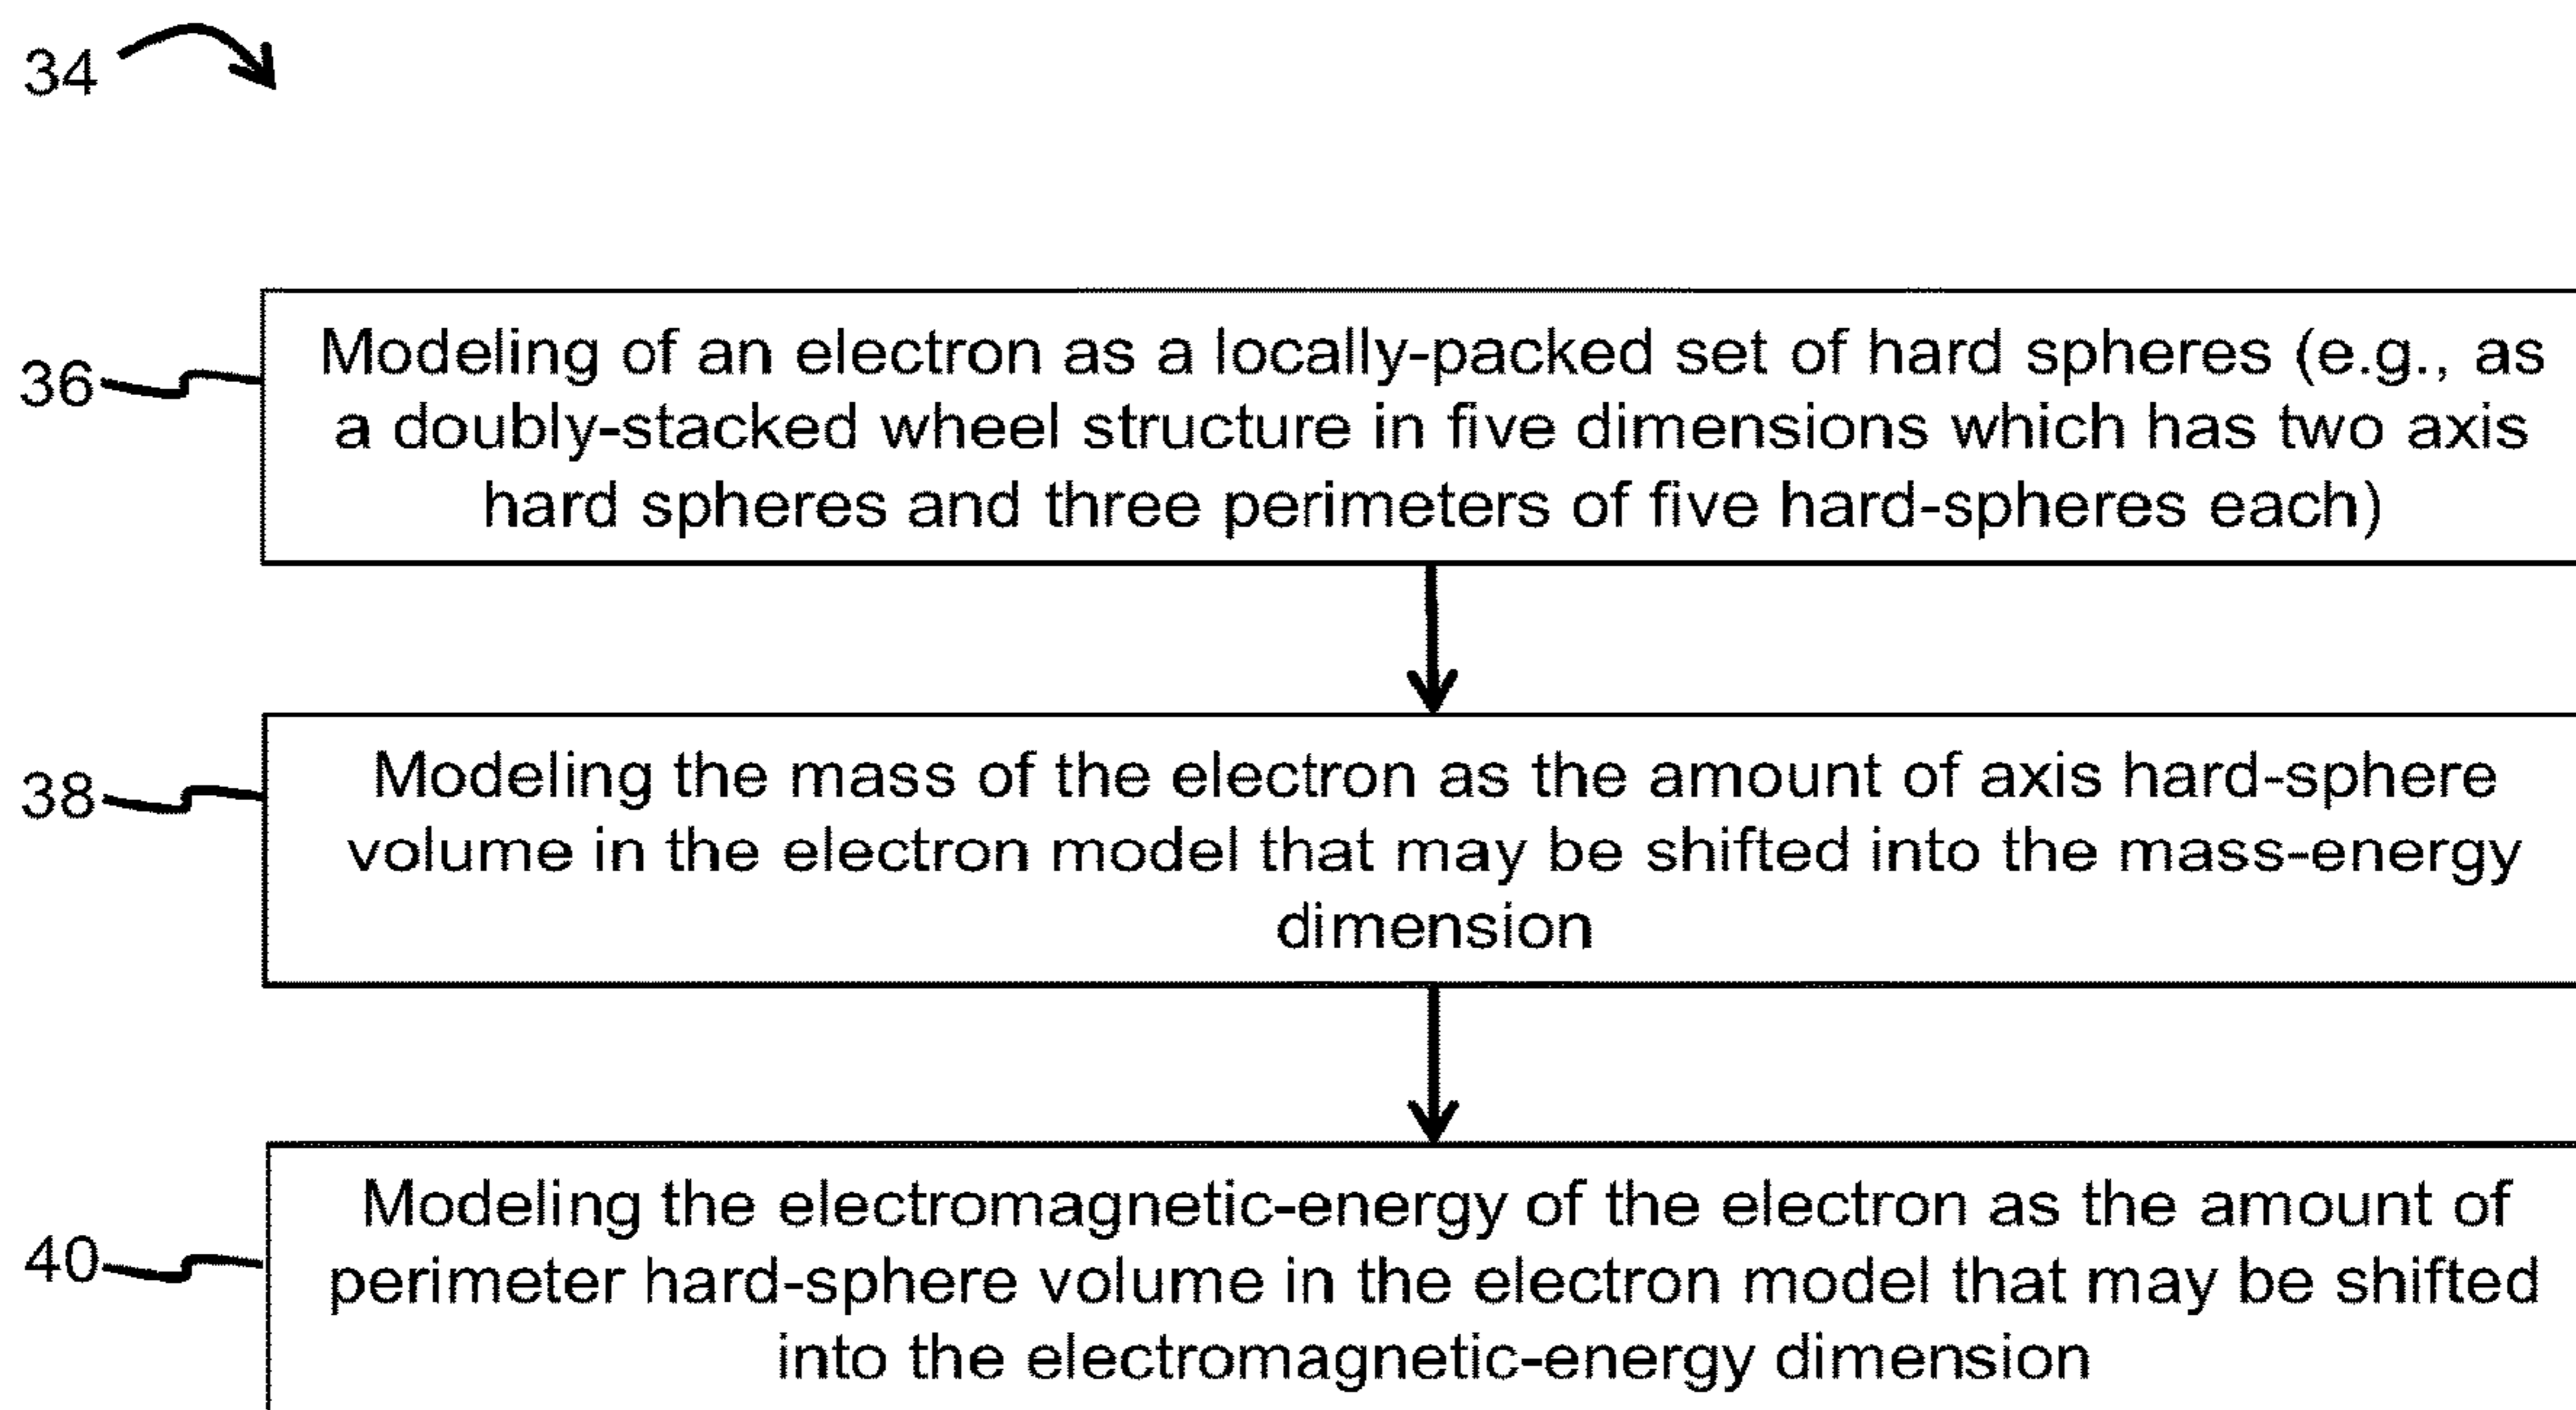 34
36
Modeling of an electron as a locally-packed set of hard spheres (e.g., as
a doubly-stacked wheel structure in five dimensions which has two axis
hard spheres and three perimeters of five hard-spheres each)
38
Modeling the mass of the electron as the amount of axis hard-sphere
volume in the electron model that may be shifted into the mass-energy
dimension
40
Modeling the electromagnetic-energy of the electron as the amount of
perimeter hard-sphere volume in the electron model that may be shifted
into the electromagnetic-energy dimension